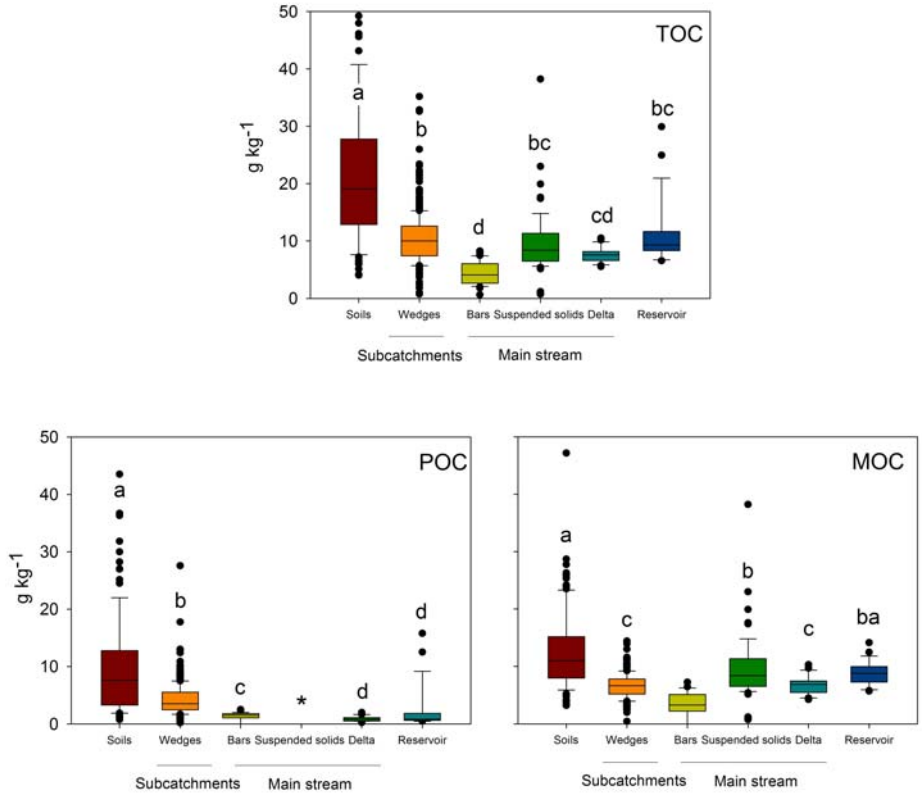 TOC
50
40
30
20
10
0
g kg-1
a
b
d
bc
cd
bc
Soils Wedges Bars Suspended solids Delta Reservoir
Subcatchments Main stream
POC
50
40
30
20
10
0
g kg-1
a
b
c
*
d
d
Soils Wedges Bars Suspended solids Delta Reservoir
Subcatchments Main stream
MOC
a
c
b
c
ba
Soils Wedges Bars Suspended solids Delta Reservoir
Subcatchments Main stream